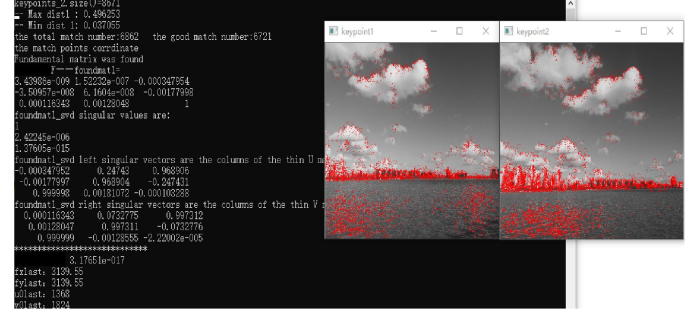 keypoints_2.size()=8671
-- Max dist1 : 0.496253
-- Min dist 1: 0.037055
the total match number:6862 the good match number:6721
the match points corrdinate
Fundamental matrix was found
F——foundmat1=
3.43986e-009 1.52232e-007 -0.000347954
-3.50957e-008 6.1604e-008 -0.00177998
0.000116343 0.00128048 1
foundmat1_svd singular values are:
1
2.42245e-006
1.37605e-015
foundmat1_svd left singular vectors are the columns of the thin U m
-0.000347952 0.24743 0.968906
-0.00177997 0.968904 -0.247431
0.999998 0.00181072 -0.000103288
foundmat1_svd right singular vectors are the columns of the thin V
0.000116343 0.0732775 0.997312
0.00128047 0.997311 -0.0732776
0.999999 -0.00128555 -2.22002e-005
****************************
3.17651e-017
fxlast: 3139.55
fylast: 3139.55
u0last: 1368
v0last: 1824
keypoint1
keypoint2